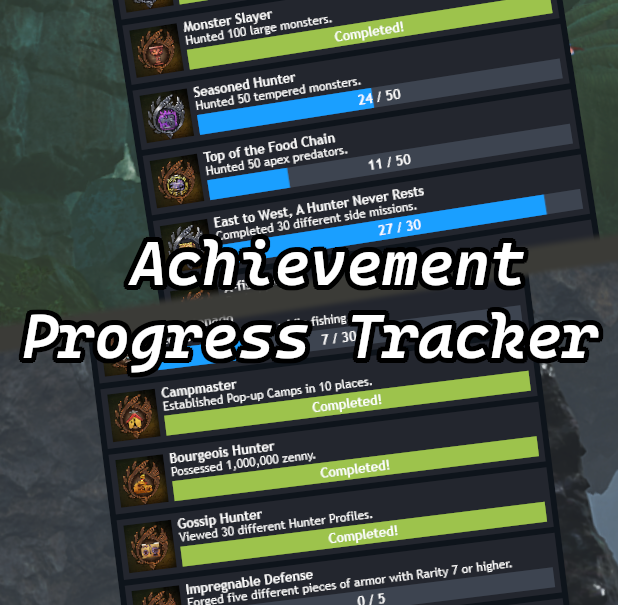 Monster Slayer
Hunted 100 large monsters.
Completed!
Seasoned Hunter
Hunted 50 tempered monsters.
24 / 50
Top of the Food Chain
Hunted 50 apex predators.
11 / 50
East to West, A Hunter Never Rests
Completed 30 different side missions.
27 / 30
Achievement
fishing
Progress Tracker
7 / 30
Campmaster
Established Pop-up Camps in 10 places.
Completed!
Bourgeois Hunter
Possessed 1,000,000 zenny.
Completed!
Gossip Hunter
Viewed 30 different Hunter Profiles.
Completed!
Impregnable Defense
Forged five different pieces of armor with Rarity 7 or higher.
0 / 5